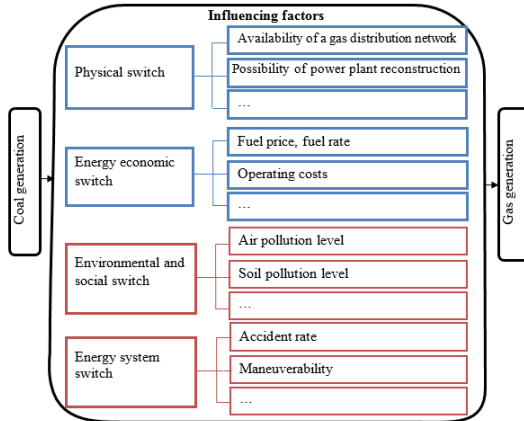 Influencing factors
Coal generation
Physical switch
Availability of a gas distribution network
Possibility of power plant reconstruction
…
Energy economic
switch
Fuel price, fuel rate
Operating costs
…
Environmental and
social switch
Air pollution level
Soil pollution level
…
Energy system
switch
Accident rate
Maneuverability
…
Gas generation